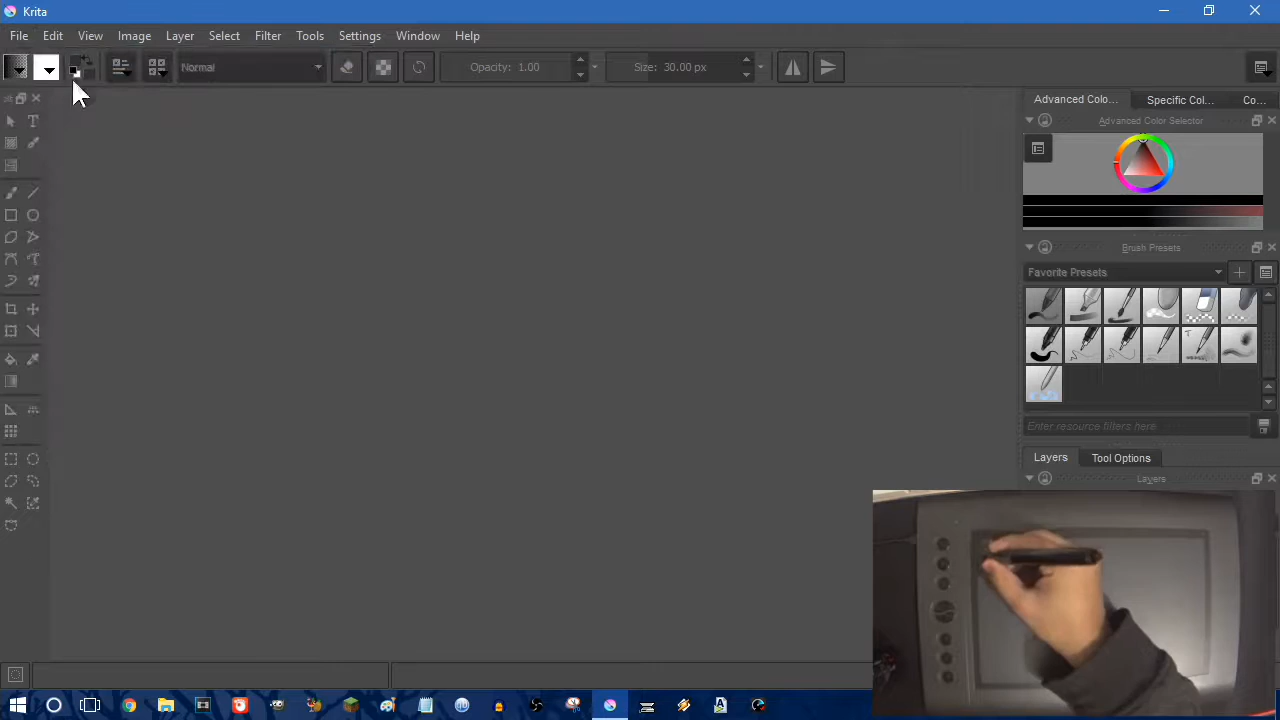 Krita
File Edit View Image Layer Select Filter Tools Settings Window Help
Normal
Opacity: 1.00
Size: 30.00 px
Advanced Colo...
Specific Col...
Co...
Advanced Color Selector
Brush Presets
Favorite Presets
Enter resource filters here
Layers
Tool Options
Layers